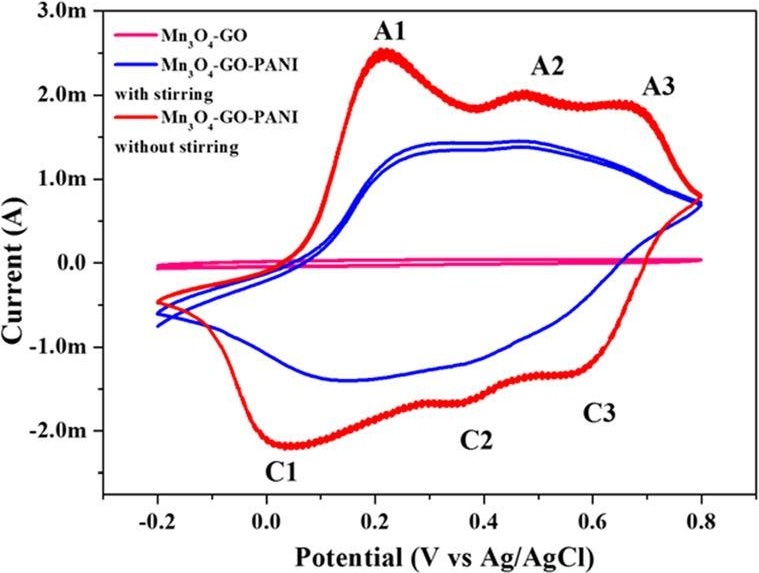 3.0m
2.0m
1.0m
0.0
-1.0m
-2.0m
Current (A)
Mn3O4-GO
Mn3O4-GO-PANI
with stirring
Mn3O4-GO-PANI
without stirring
A1
A2
A3
C1
C2
C3
-0.2 0.0 0.2 0.4 0.6 0.8
Potential (V vs Ag/AgCl)